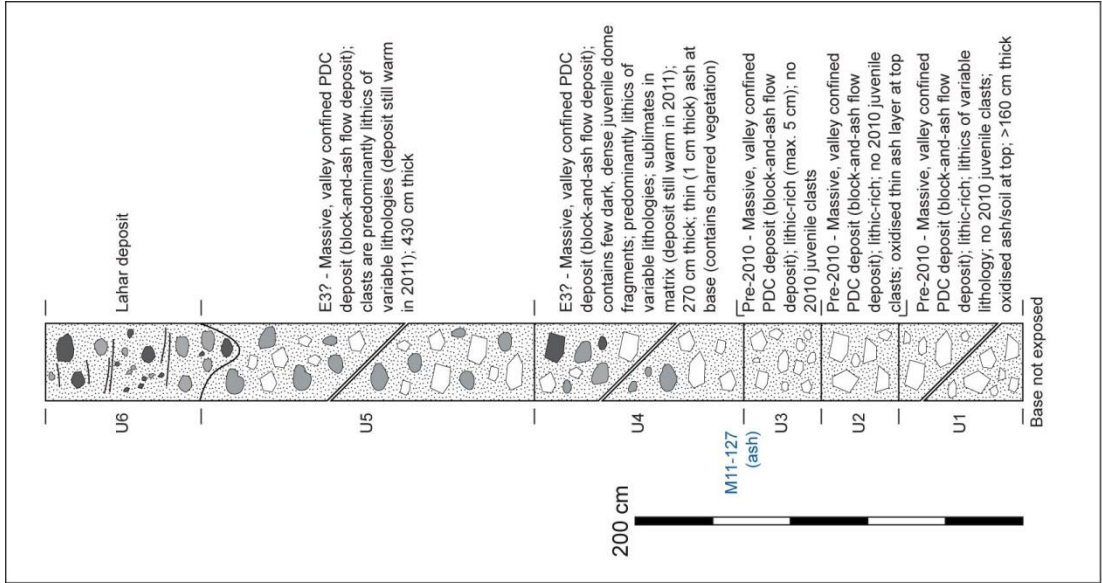 Lahar deposit
E3? - Massive, valley confined PDC
deposit (block-and-ash flow deposit);
clasts are predominantly lithics of
variable lithologies (deposit still warm
in 2011); 430 cm thick
E3? - Massive, valley confined PDC
deposit (block-and-ash flow deposit);
contains few dark, dense juvenile dome
fragments; predominantly lithics of
variable lithologies; sublimates in
matrix (deposit still warm in 2011);
270 cm thick; thin (1 cm thick) ash at
base (contains charred vegetation)
Pre-2010 - Massive, valley confined
PDC deposit (block-and-ash flow
deposit); lithic-rich (max. 5 cm); no
2010 juvenile clasts
Pre-2010 - Massive, valley confined
PDC deposit (block-and-ash flow
deposit); lithic-rich; no 2010 juvenile
clasts; oxidised thin ash layer at top
Pre-2010 - Massive, valley confined
PDC deposit (block-and-ash flow
deposit); lithic-rich; lithics of variable
lithology; no 2010 juvenile clasts;
oxidised ash/soil at top; >160 cm thick
U6
U5
U4
U3
U2
U1
Base not exposed
M11-127
(ash)
200 cm